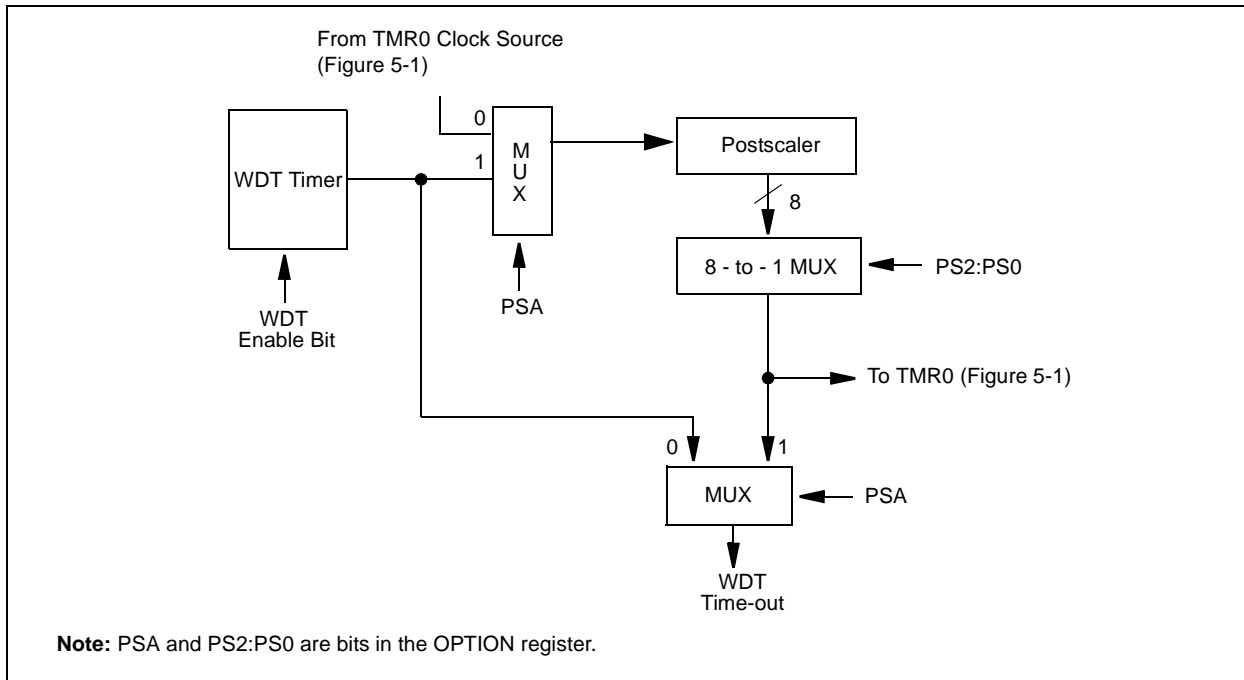 From TMR0 Clock Source
(Figure 5-1)
0
1
M
U
X
WDT Timer
Postscaler
8
8 - to - 1 MUX
PS2:PS0
PSA
WDT
Enable Bit
To TMR0 (Figure 5-1)
0
1
MUX
PSA
WDT
Time-out
Note: PSA and PS2:PS0 are bits in the OPTION register.